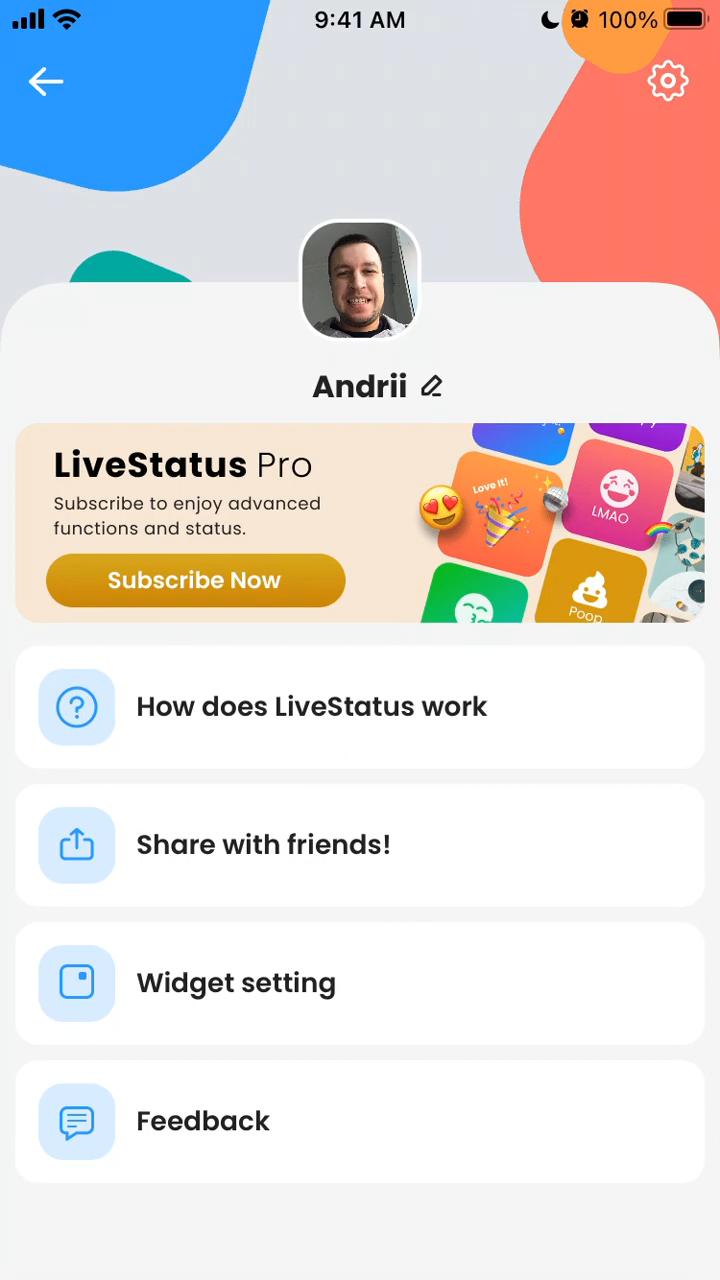 9:41 AM
100%
Andrii
LiveStatus Pro
Subscribe to enjoy advanced
functions and status.
Subscribe Now
Love It!
LMAO
Poop
How does LiveStatus work
Share with friends!
Widget setting
Feedback